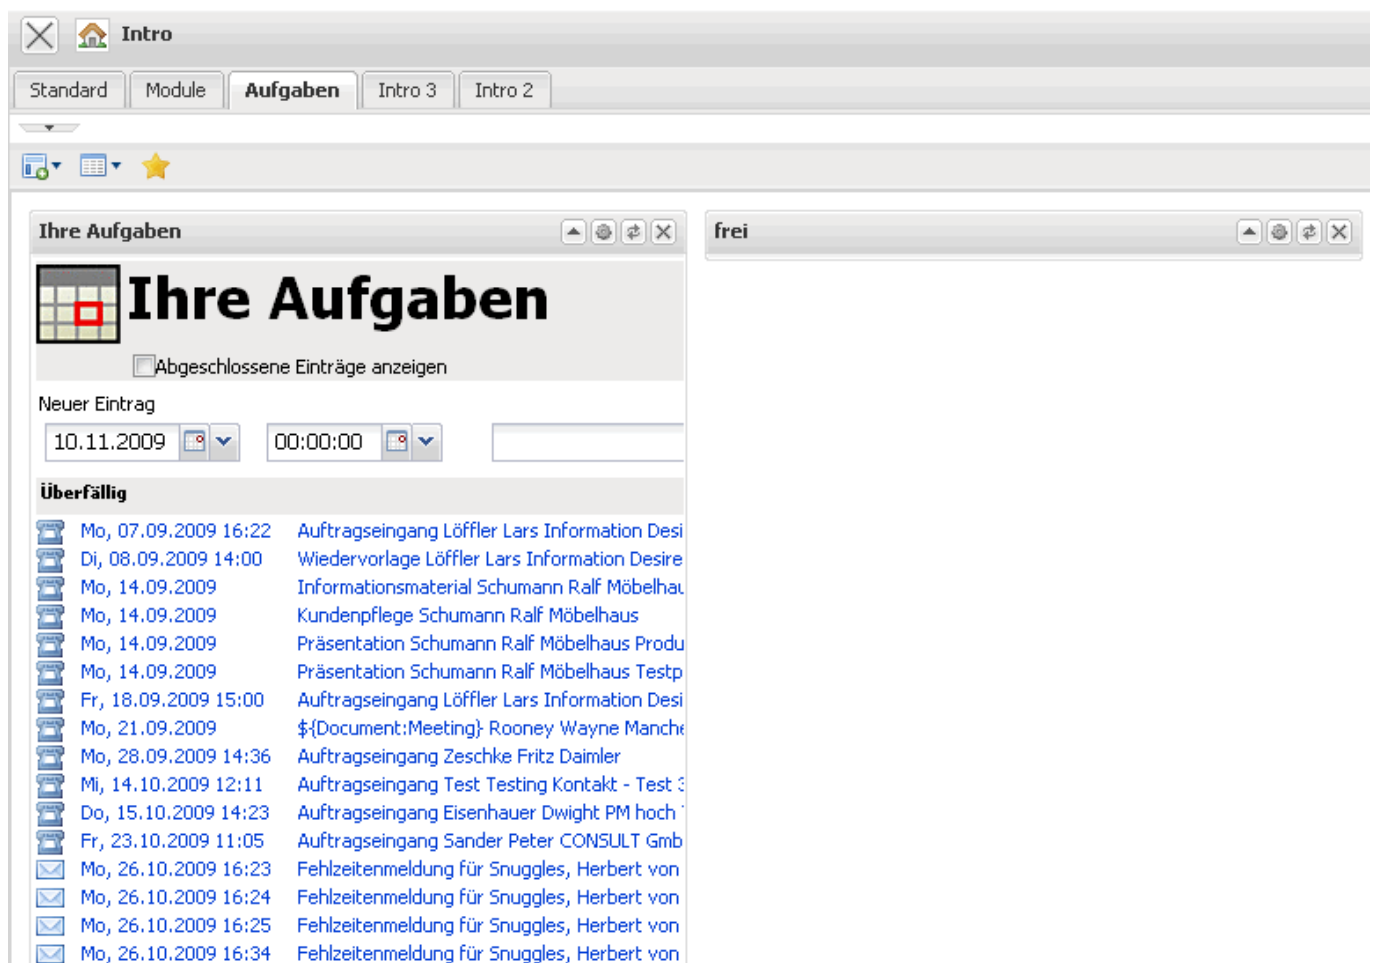 Intro
Standard Module Aufgaben Intro 3 Intro 2
Ihre Aufgaben frei
Ihre Aufgaben
Abgeschlossene Einträge anzeigen
Neuer Eintrag
10.11.2009 00:00:00
Überfällig
Mo, 07.09.2009 16:22 Auftragseingang Löffler Lars Information Desi
Di, 08.09.2009 14:00 Wiedervorlage Löffler Lars Information Desire
Mo, 14.09.2009 Informationsmaterial Schumann Ralf Möbelhau
Mo, 14.09.2009 Kundenpflege Schumann Ralf Möbelhaus
Mo, 14.09.2009 Präsentation Schumann Ralf Möbelhaus Produ
Mo, 14.09.2009 Präsentation Schumann Ralf Möbelhaus Testp
Fr, 18.09.2009 15:00 Auftragseingang Löffler Lars Information Desi
Mo, 21.09.2009 ${Document:Meeting} Rooney Wayne Manche
Mo, 28.09.2009 14:36 Auftragseingang Zeschke Fritz Daimler
Mi, 14.10.2009 12:11 Auftragseingang Test Testing Kontakt - Test 3
Do, 15.10.2009 14:23 Auftragseingang Eisenhauer Dwight PM hoch
Fr, 23.10.2009 11:05 Auftragseingang Sander Peter CONSULT Gmb
Mo, 26.10.2009 16:23 Fehlzeitenmeldung für Snuggles, Herbert von
Mo, 26.10.2009 16:24 Fehlzeitenmeldung für Snuggles, Herbert von
Mo, 26.10.2009 16:25 Fehlzeitenmeldung für Snuggles, Herbert von
Mo, 26.10.2009 16:34 Fehlzeitenmeldung für Snuggles, Herbert von